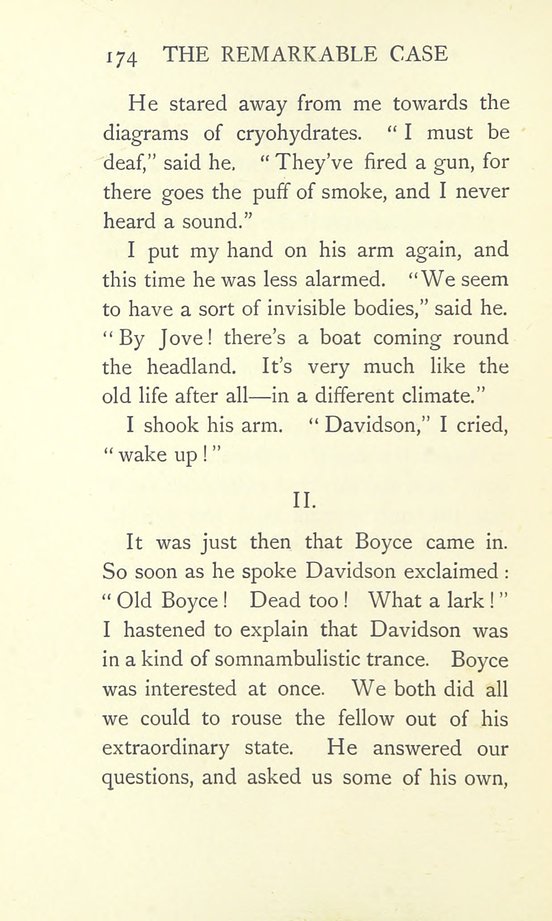 174 THE REMARKABLE CASE
He stared away from me towards the
diagrams of cryohydrates. “ I must be
deaf,” said he. “ They’ve fired a gun, for
there goes the puff of smoke, and I never
heard a sound.”
I put my hand on his arm again, and
this time he was less alarmed. “We seem
to have a sort of invisible bodies,” said he.
“ By Jove! there’s a boat coming round
the headland. It’s very much like the
old life after all—in a different climate.”
I shook his arm. “ Davidson,” I cried,
“ wake up ! ”
II.
It was just then that Boyce came in.
So soon as he spoke Davidson exclaimed :
“ Old Boyce ! Dead too ! What a lark ! ”
I hastened to explain that Davidson was
in a kind of somnambulistic trance. Boyce
was interested at once. We both did all
we could to rouse the fellow out of his
extraordinary state. He answered our
questions, and asked us some of his own,